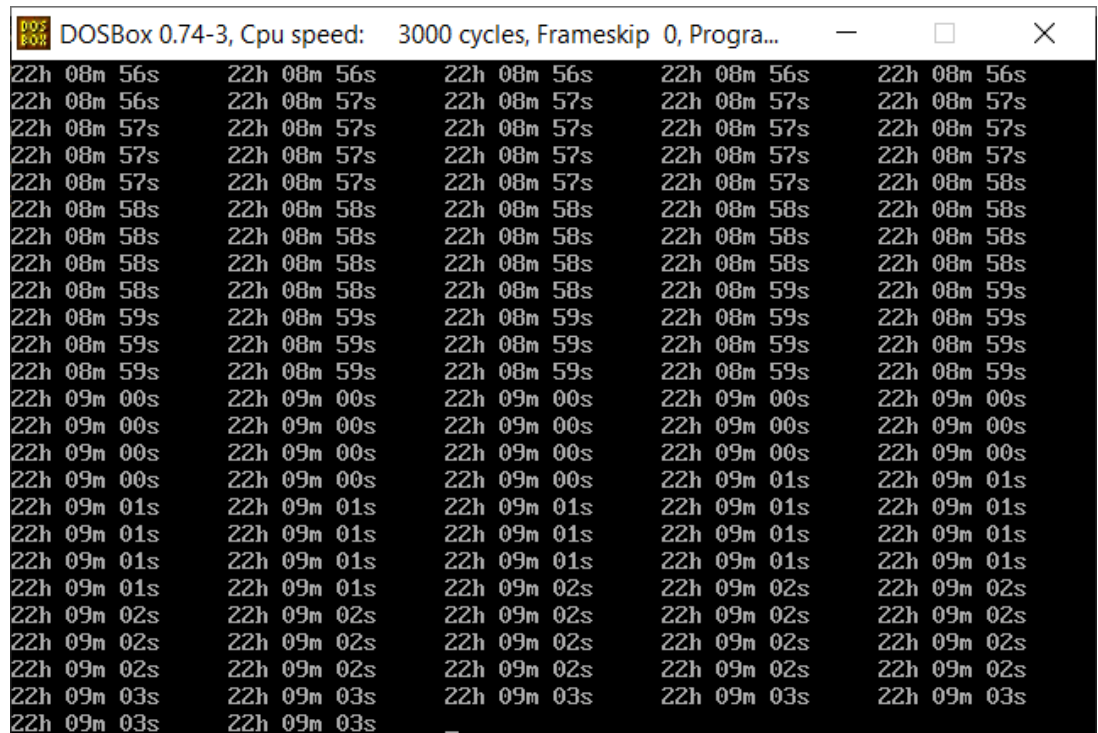 DOS BOX DOSBox 0.74-3, Cpu speed: 3000 cycles, Frameskip 0, Progra...
22h 08m 56s 22h 08m 56s 22h 08m 56s 22h 08m 56s 22h 08m 56s
22h 08m 56s 22h 08m 57s 22h 08m 57s 22h 08m 57s 22h 08m 57s
22h 08m 57s 22h 08m 57s 22h 08m 57s 22h 08m 57s 22h 08m 57s
22h 08m 57s 22h 08m 57s 22h 08m 57s 22h 08m 57s 22h 08m 57s
22h 08m 57s 22h 08m 57s 22h 08m 57s 22h 08m 57s 22h 08m 58s
22h 08m 58s 22h 08m 58s 22h 08m 58s 22h 08m 58s 22h 08m 58s
22h 08m 58s 22h 08m 58s 22h 08m 58s 22h 08m 58s 22h 08m 58s
22h 08m 58s 22h 08m 58s 22h 08m 58s 22h 08m 58s 22h 08m 58s
22h 08m 58s 22h 08m 58s 22h 08m 58s 22h 08m 59s 22h 08m 59s
22h 08m 59s 22h 08m 59s 22h 08m 59s 22h 08m 59s 22h 08m 59s
22h 08m 59s 22h 08m 59s 22h 08m 59s 22h 08m 59s 22h 08m 59s
22h 08m 59s 22h 08m 59s 22h 08m 59s 22h 08m 59s 22h 08m 59s
22h 09m 00s 22h 09m 00s 22h 09m 00s 22h 09m 00s 22h 09m 00s
22h 09m 00s 22h 09m 00s 22h 09m 00s 22h 09m 00s 22h 09m 00s
22h 09m 00s 22h 09m 00s 22h 09m 00s 22h 09m 00s 22h 09m 00s
22h 09m 00s 22h 09m 00s 22h 09m 00s 22h 09m 01s 22h 09m 01s
22h 09m 01s 22h 09m 01s 22h 09m 01s 22h 09m 01s 22h 09m 01s
22h 09m 01s 22h 09m 01s 22h 09m 01s 22h 09m 01s 22h 09m 01s
22h 09m 01s 22h 09m 01s 22h 09m 01s 22h 09m 01s 22h 09m 01s
22h 09m 01s 22h 09m 01s 22h 09m 02s 22h 09m 02s 22h 09m 02s
22h 09m 02s 22h 09m 02s 22h 09m 02s 22h 09m 02s 22h 09m 02s
22h 09m 02s 22h 09m 02s 22h 09m 02s 22h 09m 02s 22h 09m 02s
22h 09m 02s 22h 09m 02s 22h 09m 02s 22h 09m 02s 22h 09m 02s
22h 09m 03s 22h 09m 03s 22h 09m 03s 22h 09m 03s 22h 09m 03s
22h 09m 03s 22h 09m 03s _